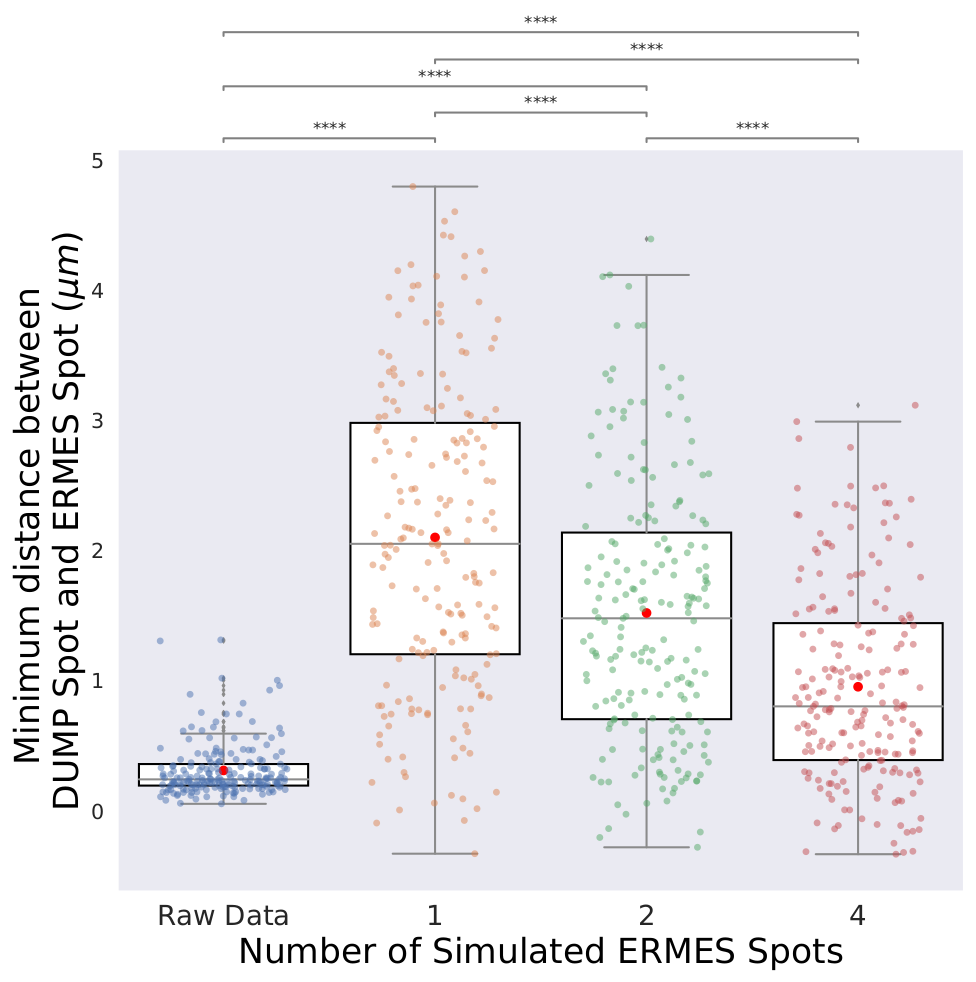 ****
****
****
****
**** ****
5
4
3
2
1
0
Minimum distance between
DUMP Spot and ERMES Spot (μm)
Raw Data 1 2 4
Number of Simulated ERMES Spots